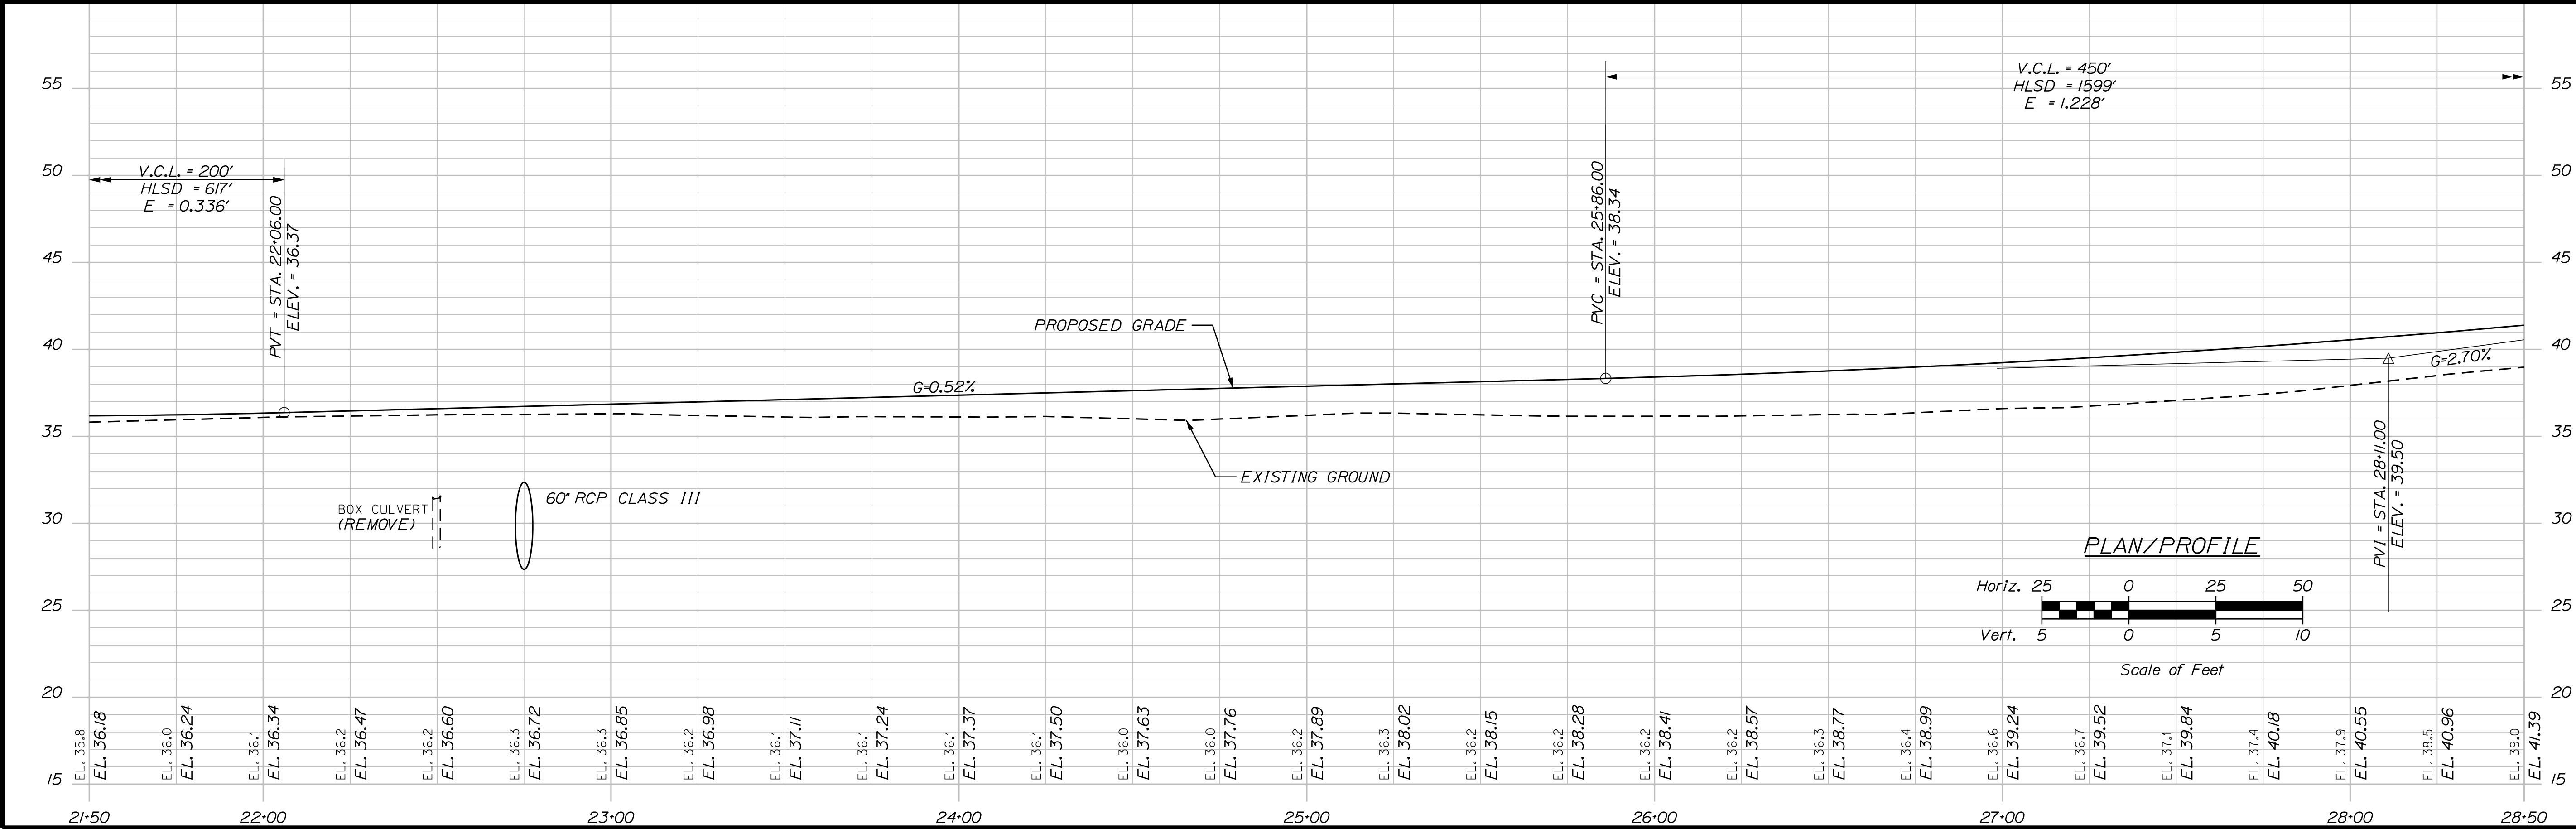 V.C.L. = 450'
HLSD = 1599'
E = 1.228'
55
55
V.C.L. = 200'
HLSD = 617'
E = 0.336'
50
50
PVT = STA. 22+06.00
ELEV. = 36.37
PVC = STA. 25+86.00
ELEV. = 38.34
45
45
PROPOSED GRADE
40
40
G=0.52%
G=2.70%
35
35
EXISTING GROUND
PVI = STA. 28+11.00
ELEV. = 39.50
60" RCP CLASS III
BOX CULVERT
(REMOVE)
30
30
PLAN/PROFILE
Horiz. 25 0 25 50
Vert. 5 0 5 10
Scale of Feet
25
25
20
20
EL. 35.8
EL. 36.18
EL. 36.0
EL. 36.24
EL. 36.1
EL. 36.34
EL. 36.2
EL. 36.47
EL. 36.2
EL. 36.60
EL. 36.3
EL. 36.72
EL. 36.3
EL. 36.85
EL. 36.2
EL. 36.98
EL. 36.1
EL. 37.11
EL. 36.1
EL. 37.24
EL. 36.1
EL. 37.37
EL. 36.1
EL. 37.50
EL. 36.0
EL. 37.63
EL. 36.0
EL. 37.76
EL. 36.2
EL. 37.89
EL. 36.3
EL. 38.02
EL. 36.2
EL. 38.15
EL. 36.2
EL. 38.28
EL. 36.2
EL. 38.41
EL. 36.2
EL. 38.57
EL. 36.3
EL. 38.77
EL. 36.4
EL. 38.99
EL. 36.6
EL. 39.24
EL. 36.7
EL. 39.52
EL. 37.1
EL. 39.84
EL. 37.4
EL. 40.18
EL. 37.9
EL. 40.55
EL. 38.5
EL. 40.96
EL. 39.0
EL. 41.39
15
15
21+50 22+00 23+00 24+00 25+00 26+00 27+00 28+00 28+50